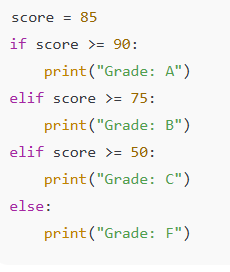 score = 85
if score >= 90:
    print("Grade: A")
elif score >= 75:
    print("Grade: B")
elif score >= 50:
    print("Grade: C")
else:
    print("Grade: F")